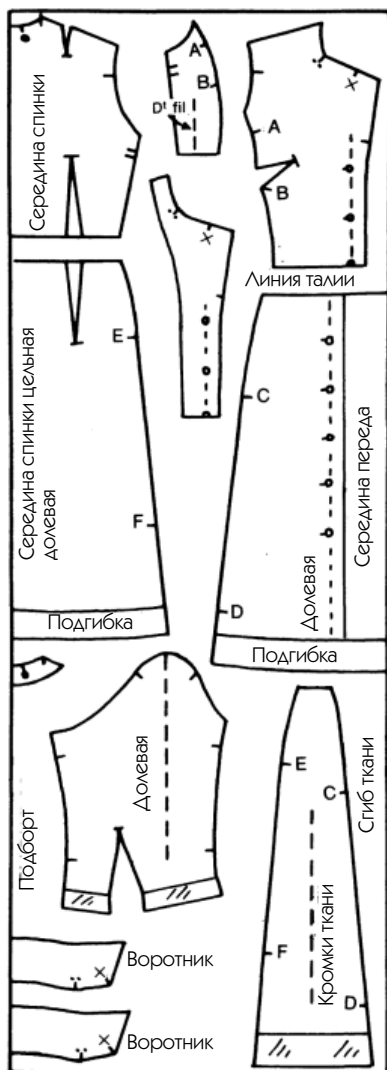 Середина спинки
A
B
Dt fil
A
B
Линия талии
E
F
Середина спинки цельная
долевая
Подгибка
C
D
Долевая
Середина переда
Подгибка
Подборт
Долевая
E
C
F
D
Кромки ткани
Сгиб ткани
Воротник
Воротник